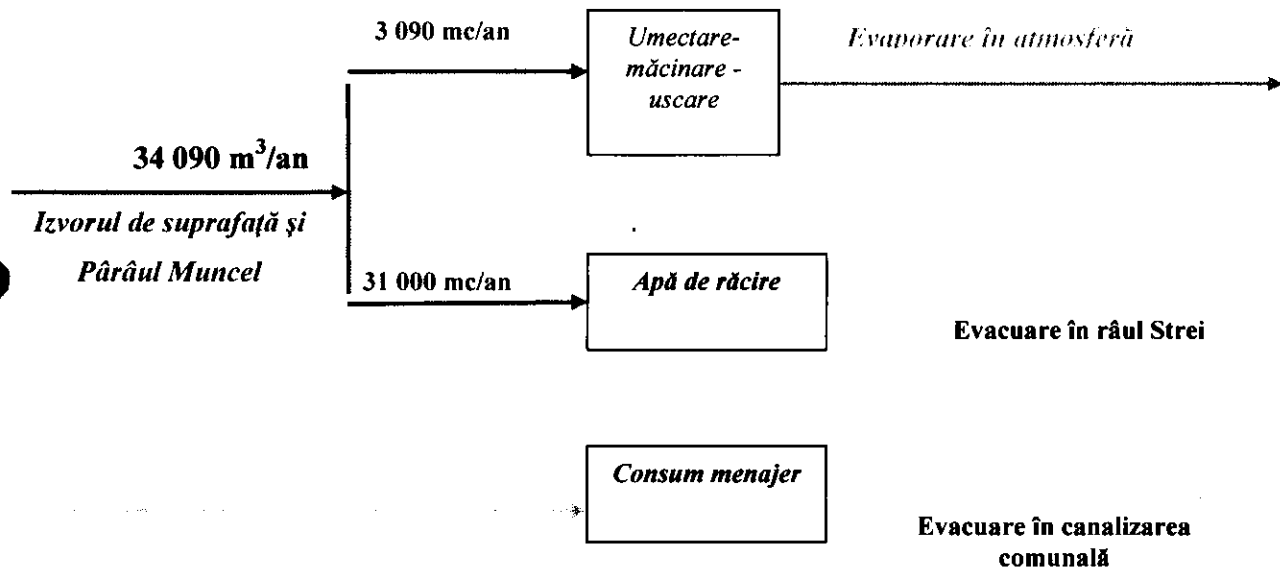 3 090 mc/an
Umectare-
măcinare -
uscare
Evaporare în atmosferă
34 090 m³/an
Izvorul de suprafață și
Pârâul Muncel
31 000 mc/an
Apă de răcire
Evacuare în râul Strei
Consum menajer
Evacuare în canalizarea
comunală